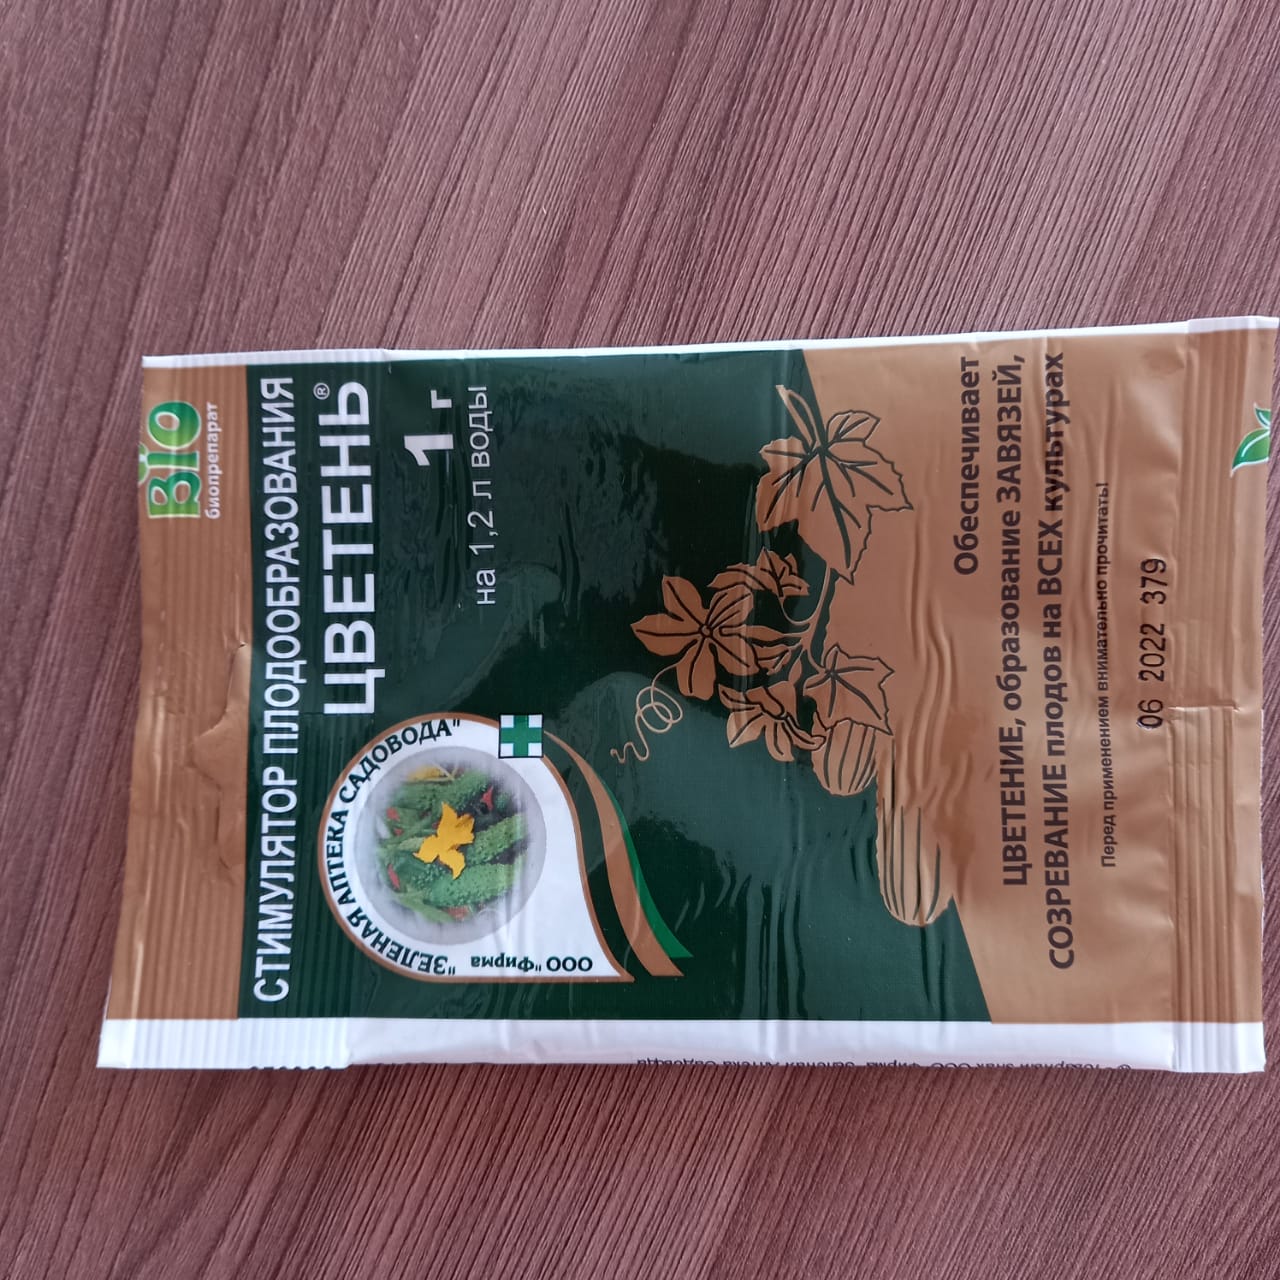 BIO
биопрепарат
СТИМУЛЯТОР ПЛОДООБРАЗОВАНИЯ
ЦВЕТЕНЬ®
1 г
на 1,2 л воды
"ЗЕЛЕНАЯ АПТЕКА САДОВОДА"
ООО "Фирма
Обеспечивает
ЦВЕТЕНИЕ, образование ЗАВЯЗЕЙ,
СОЗРЕВАНИЕ плодов на ВСЕХ культурах
Перед применением внимательно прочитать!
06 2022 379